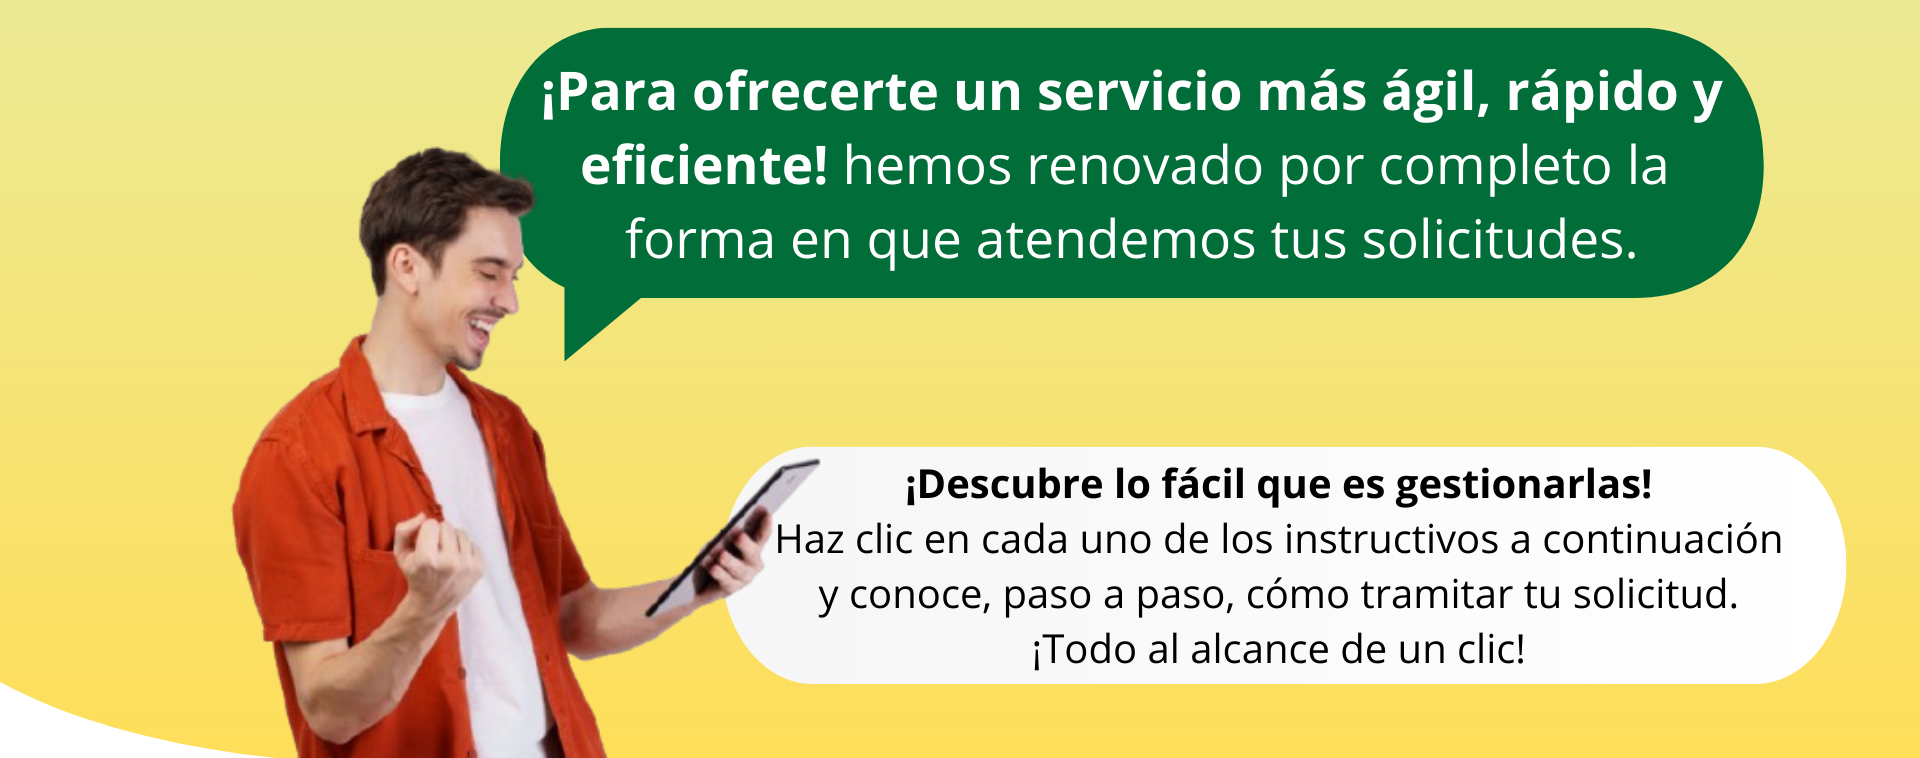 ¡Para ofrecerte un servicio más ágil, rápido y
eficiente! hemos renovado por completo la
forma en que atendemos tus solicitudes.
¡Descubre lo fácil que es gestionarlas!
Haz clic en cada uno de los instructivos a continuación
y conoce, paso a paso, cómo tramitar tu solicitud.
¡Todo al alcance de un clic!